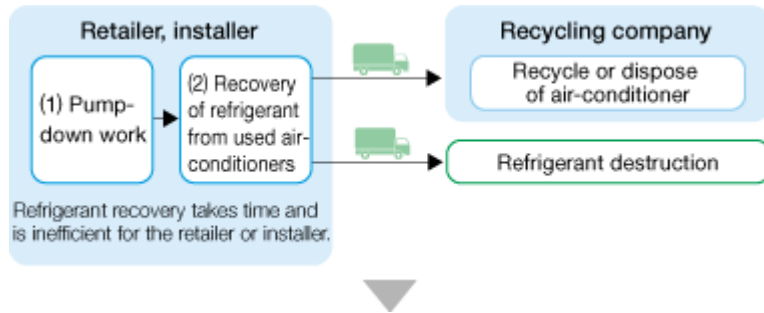 Retailer, installer
(1) Pump-
down work
(2) Recovery
of refrigerant
from used air-
conditioners
Refrigerant recovery takes time and
is inefficient for the retailer or installer.
Recycling company
Recycle or dispose
of air-conditioner
Refrigerant destruction